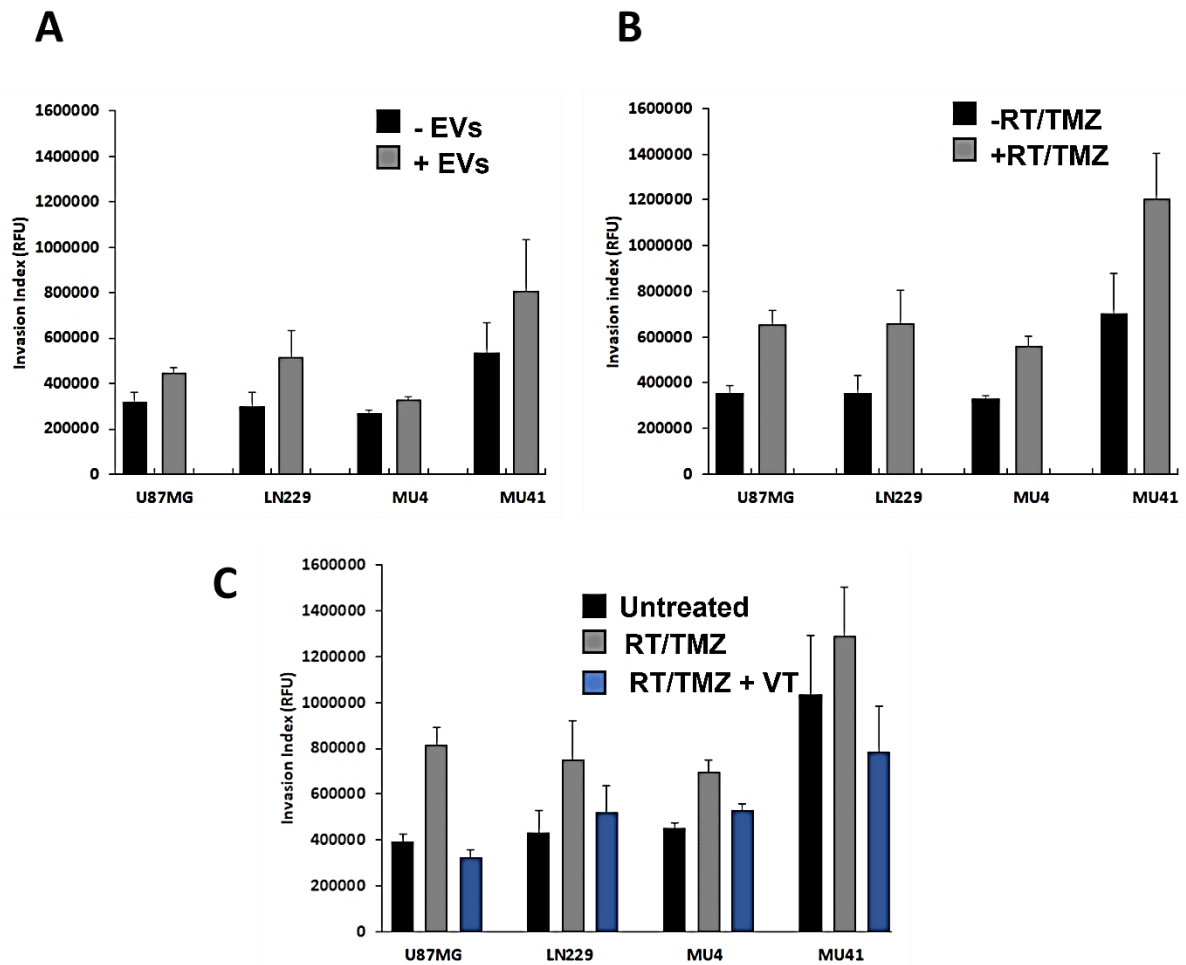 A
- EVs
+ EVs
Invasion Index (RFU)
1600000
1400000
1200000
1000000
800000
600000
400000
200000
0
U87MG LN229 MU4 MU41
B
-RT/TMZ
+RT/TMZ
Invasion index (RFU)
1600000
1400000
1200000
1000000
800000
600000
400000
200000
0
U87MG LN229 MU4 MU41
C
Untreated
RT/TMZ
RT/TMZ + VT
Invasion Index (RFU)
1600000
1400000
1200000
1000000
800000
600000
400000
200000
0
U87MG LN229 MU4 MU41